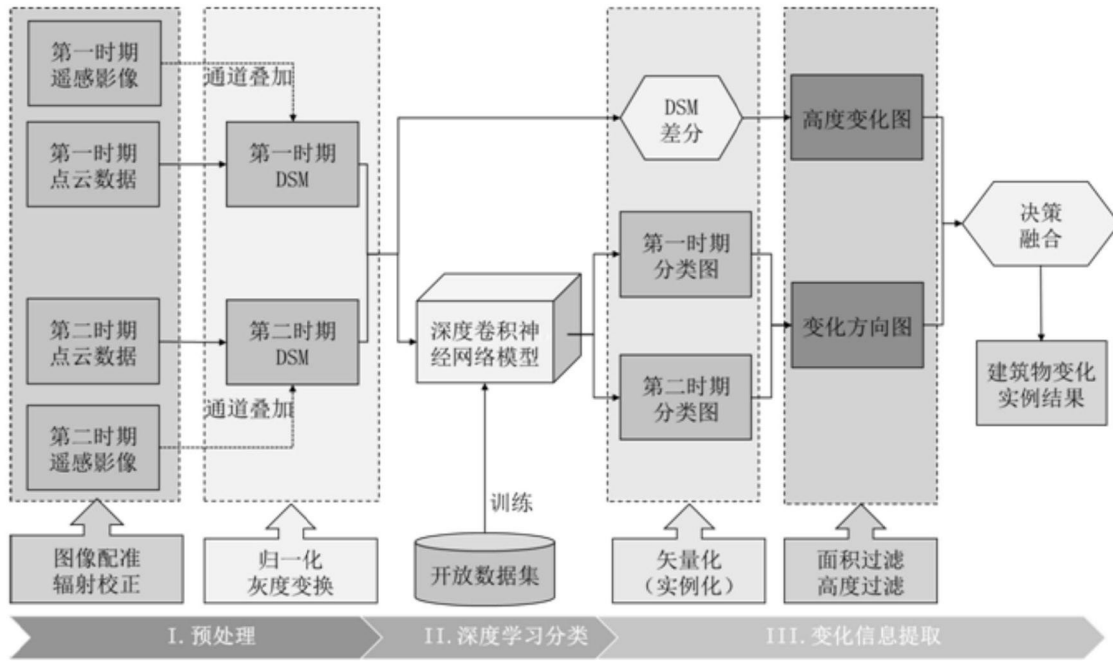 第一时期
遥感影像
通道叠加
第一时期
点云数据
第一时期
DSM
第二时期
点云数据
第二时期
DSM
通道叠加
第二时期
遥感影像
DSM
差分
高度变化图
第一时期
分类图
深度卷积神
经网络模型
第二时期
分类图
变化方向图
决策
融合
建筑物变化
实例结果
训练
开放数据集
图像配准
辐射校正
归一化
灰度变换
矢量化
(实例化)
面积过滤
高度过滤
I. 预处理
II. 深度学习分类
III. 变化信息提取